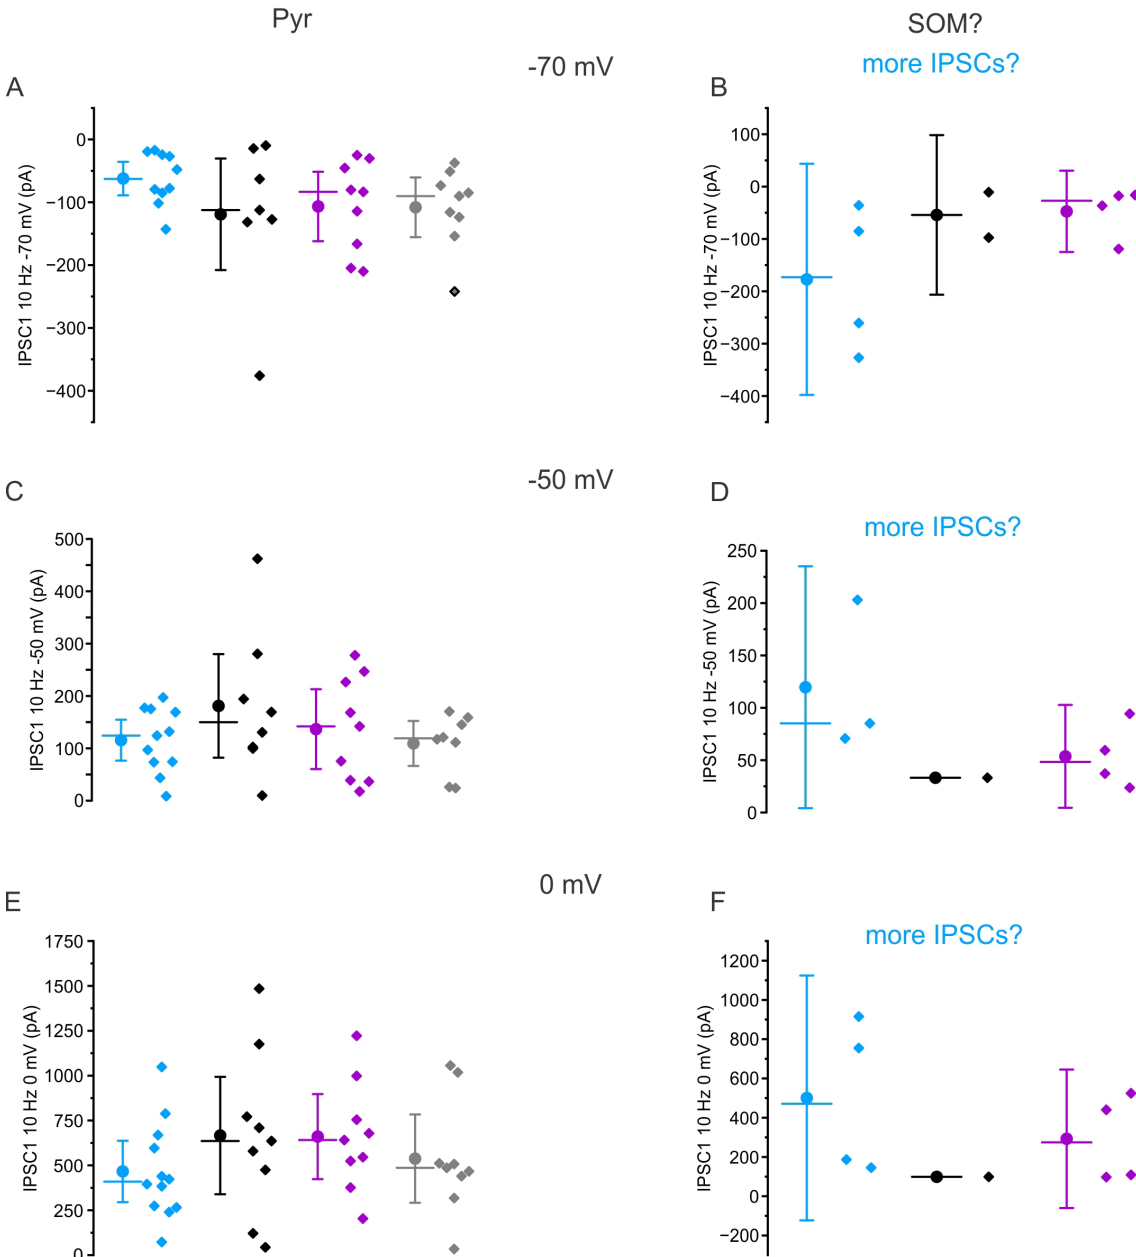 Pyr
SOM?
-70 mV
more IPSCs?
A
B
IPSC1 10 Hz -70 mV (pA)
0
−100
−200
−300
−400
IPSC1 10 Hz -70 mV (pA)
100
0
−100
−200
−300
−400
-50 mV
C
D
more IPSCs?
IPSC1 10 Hz -50 mV (pA)
500
400
300
200
100
0
IPSC1 10 Hz -50 mV (pA)
250
200
150
100
50
0
0 mV
E
F
more IPSCs?
IPSC1 10 Hz 0 mV (pA)
1750
1500
1250
1000
750
500
250
0
IPSC1 10 Hz 0 mV (pA)
1200
1000
800
600
400
200
0
−200